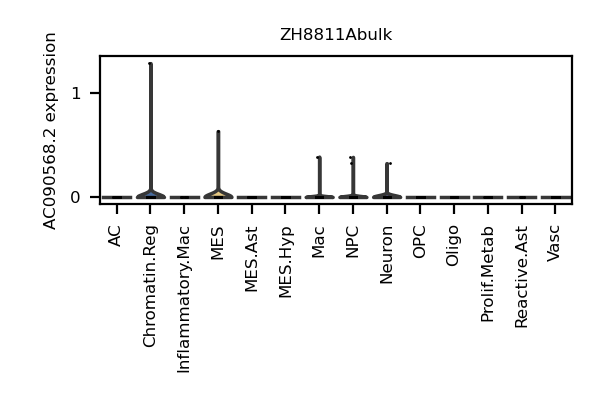 ZH8811Abulk
AC090568.2 expression
1
0
AC
Chromatin.Reg
Inflammatory.Mac
MES
MES.Ast
MES.Hyp
Mac
NPC
Neuron
OPC
Oligo
Prolif.Metab
Reactive.Ast
Vasc